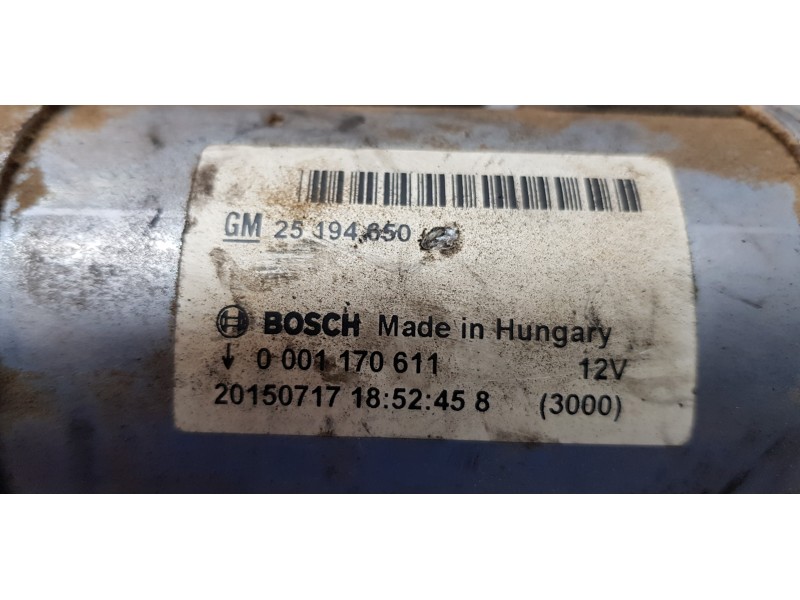 GM 25 194 650
BOSCH Made in Hungary
↓ 0 001 170 611 12V
20150717 18:52:45 8 (3000)